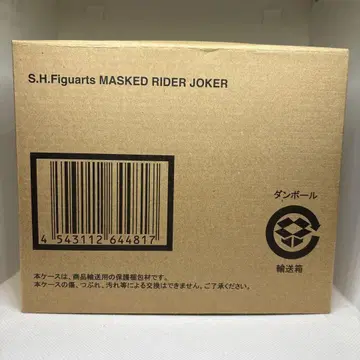 S.H.Figuarts MASKED RIDER JOKER
4 543112 644817
ダンボール
輸送箱
本ケースは、商品輸送用の保護梱包材です。
本ケースの傷、つぶれ、汚れ等による交換はできません。ご了承ください。